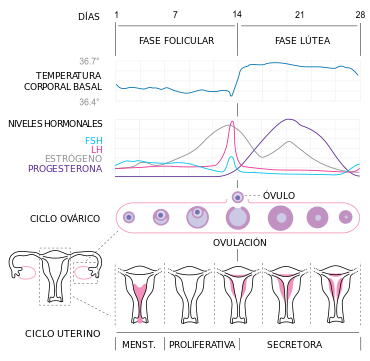 DÍAS 1 7 14 21 28
FASE FOLICULAR FASE LÚTEA
36.7°
TEMPERATURA
CORPORAL BASAL
36.4°
NIVELES HORMONALES
FSH
LH
ESTRÓGENO
PROGESTERONA
ÓVULO
CICLO OVÁRICO
OVULACIÓN
CICLO UTERINO
MENST. PROLIFERATIVA SECRETORA